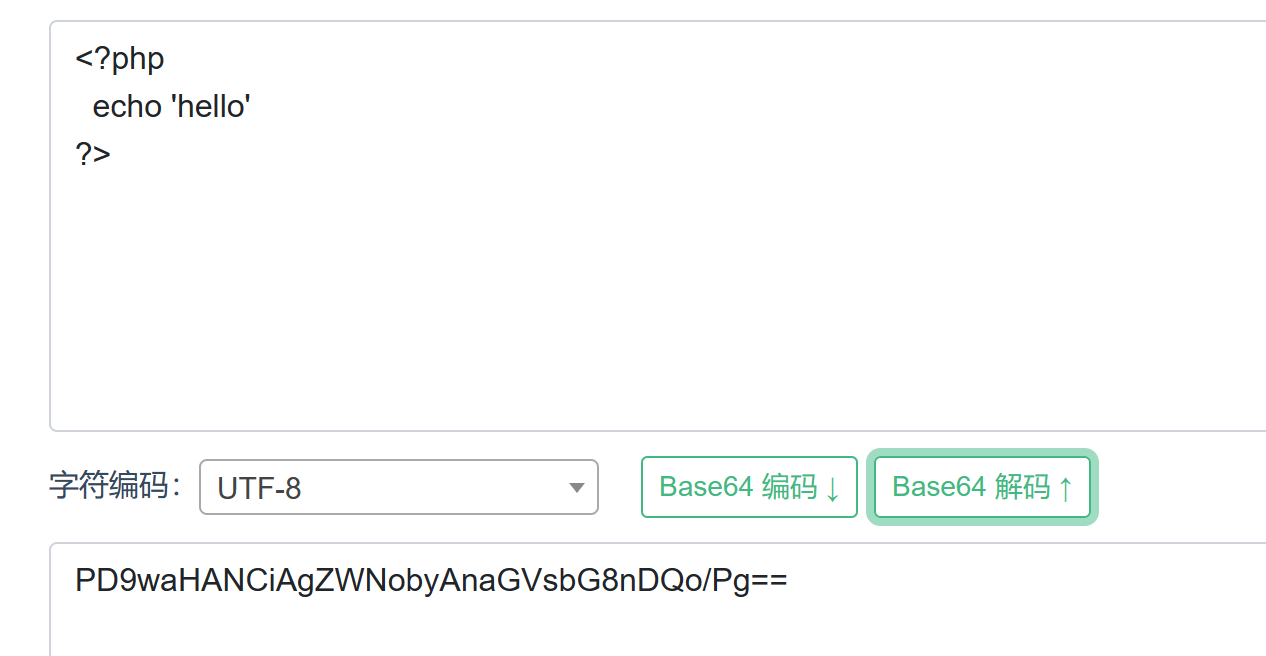 <?php
  echo 'hello'
?>
字符编码： UTF-8 Base64 编码↓ Base64 解码↑
PD9waHANCiAgZWNobyAnaGVsbG8nDQo/Pg==